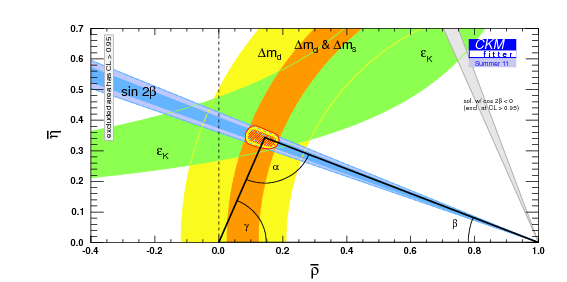 0.7
0.6
0.5
0.4
0.3
0.2
0.1
0.0
-0.4
-0.2
0.0
0.2
0.4
0.6
0.8
1.0
η̄
ρ̄
excluded area has CL > 0.95
Δm_d
Δm_d & Δm_s
ε_K
sin 2β
ε_K
α
γ
β
CKM
fitter
Summer 11
sol. w/ cos 2β < 0
(excl. at CL > 0.95)